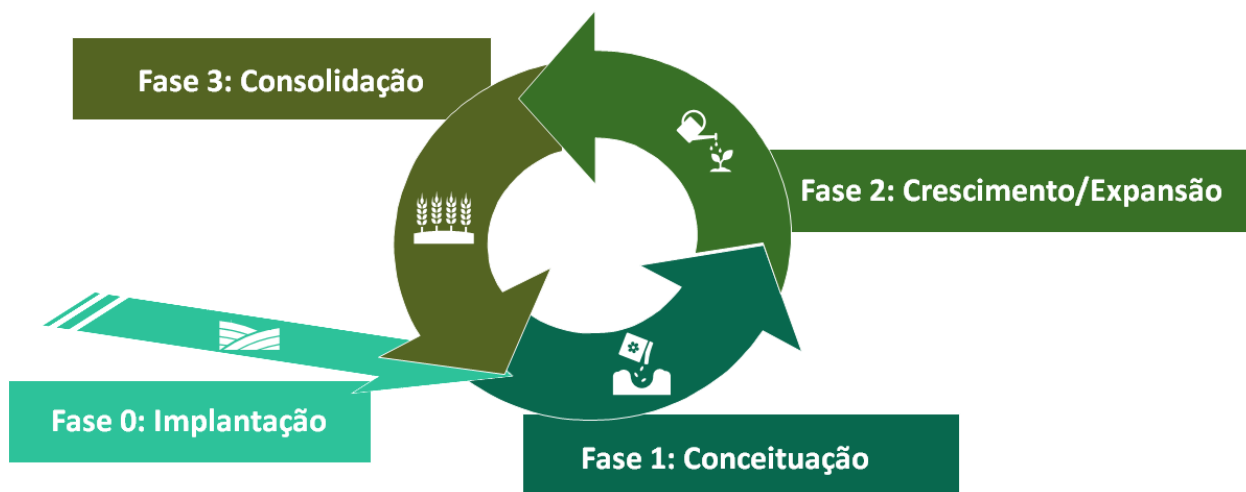 Fase 3: Consolidação
Fase 2: Crescimento/Expansão
Fase 0: Implantação
Fase 1: Conceituação